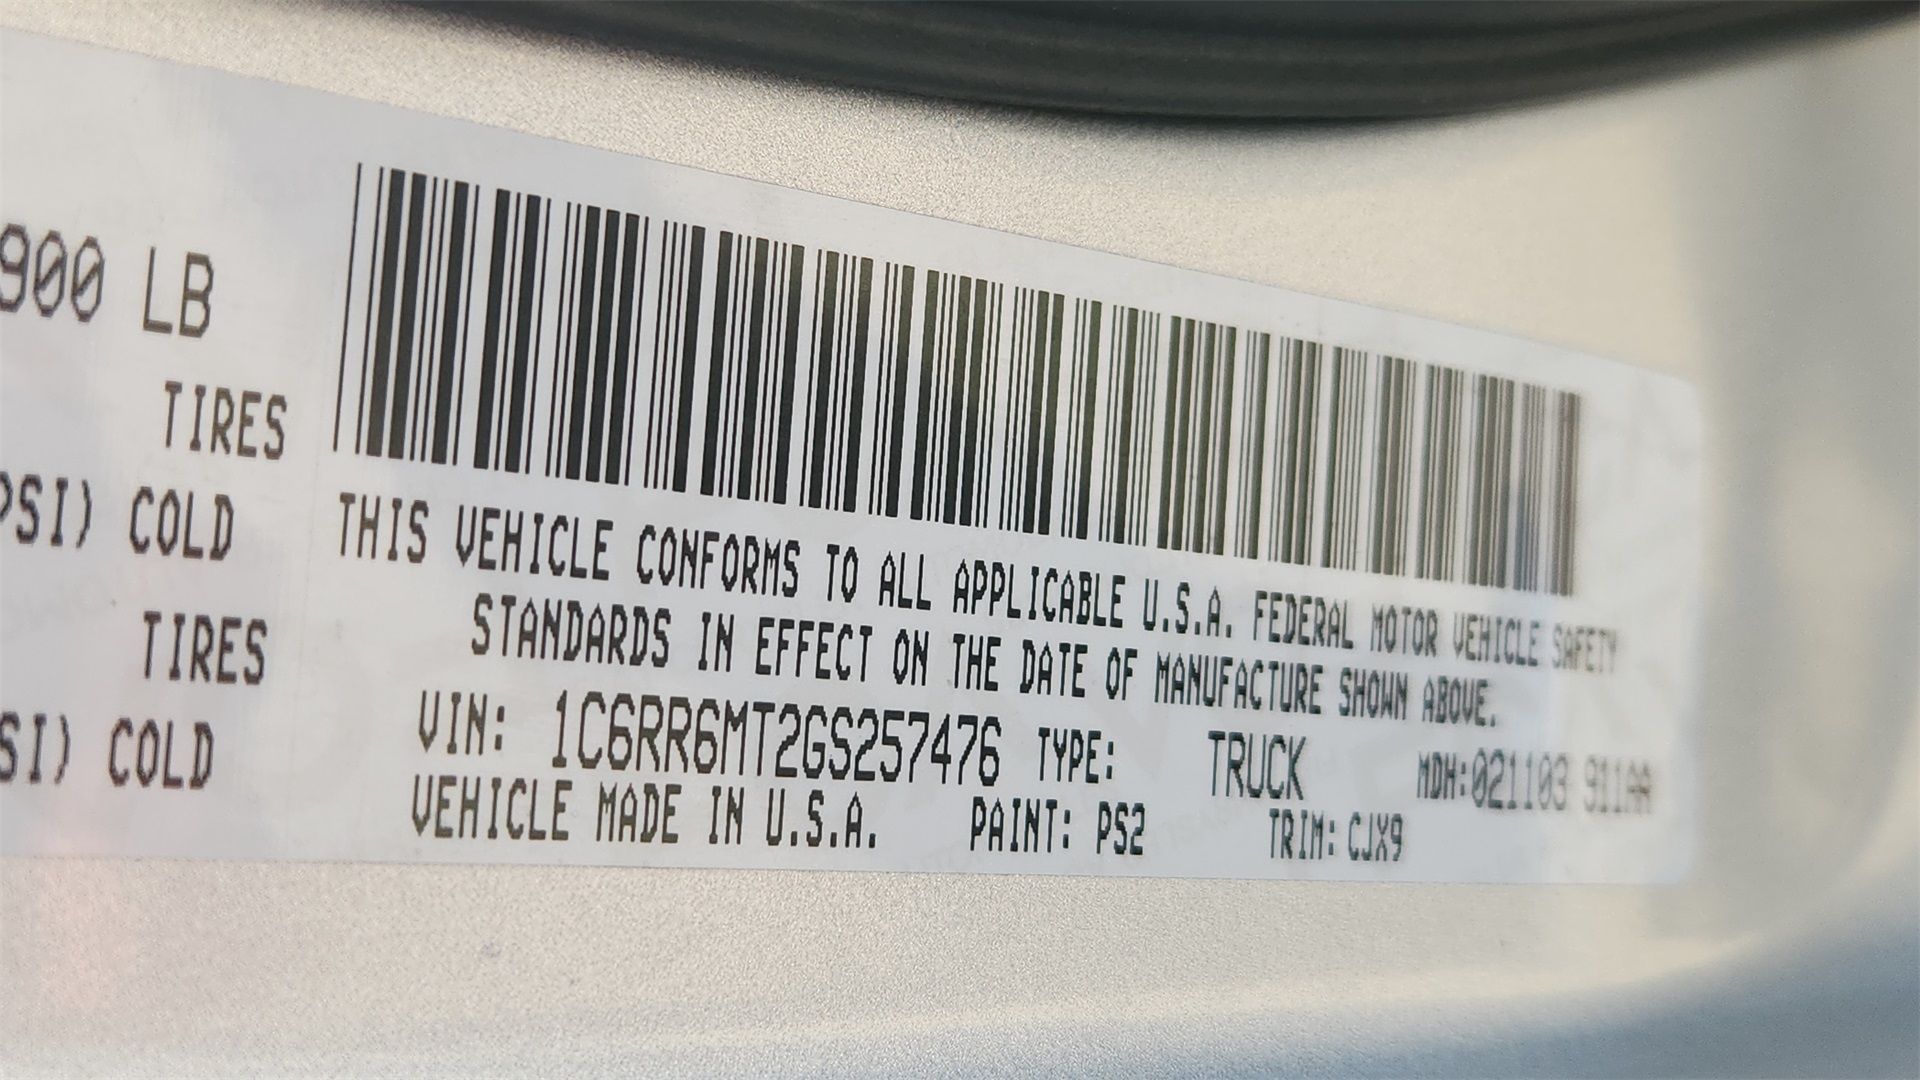 900 LB
TIRES
PSI) COLD
TIRES
SI) COLD
THIS VEHICLE CONFORMS TO ALL APPLICABLE U.S.A. FEDERAL MOTOR VEHICLE SAFETY
STANDARDS IN EFFECT ON THE DATE OF MANUFACTURE SHOWN ABOVE.
VIN: 1C6RR6MT2GS257476 TYPE: TRUCK MDH:021103 911AA
VEHICLE MADE IN U.S.A. PAINT: PS2 TRIM: CJX9